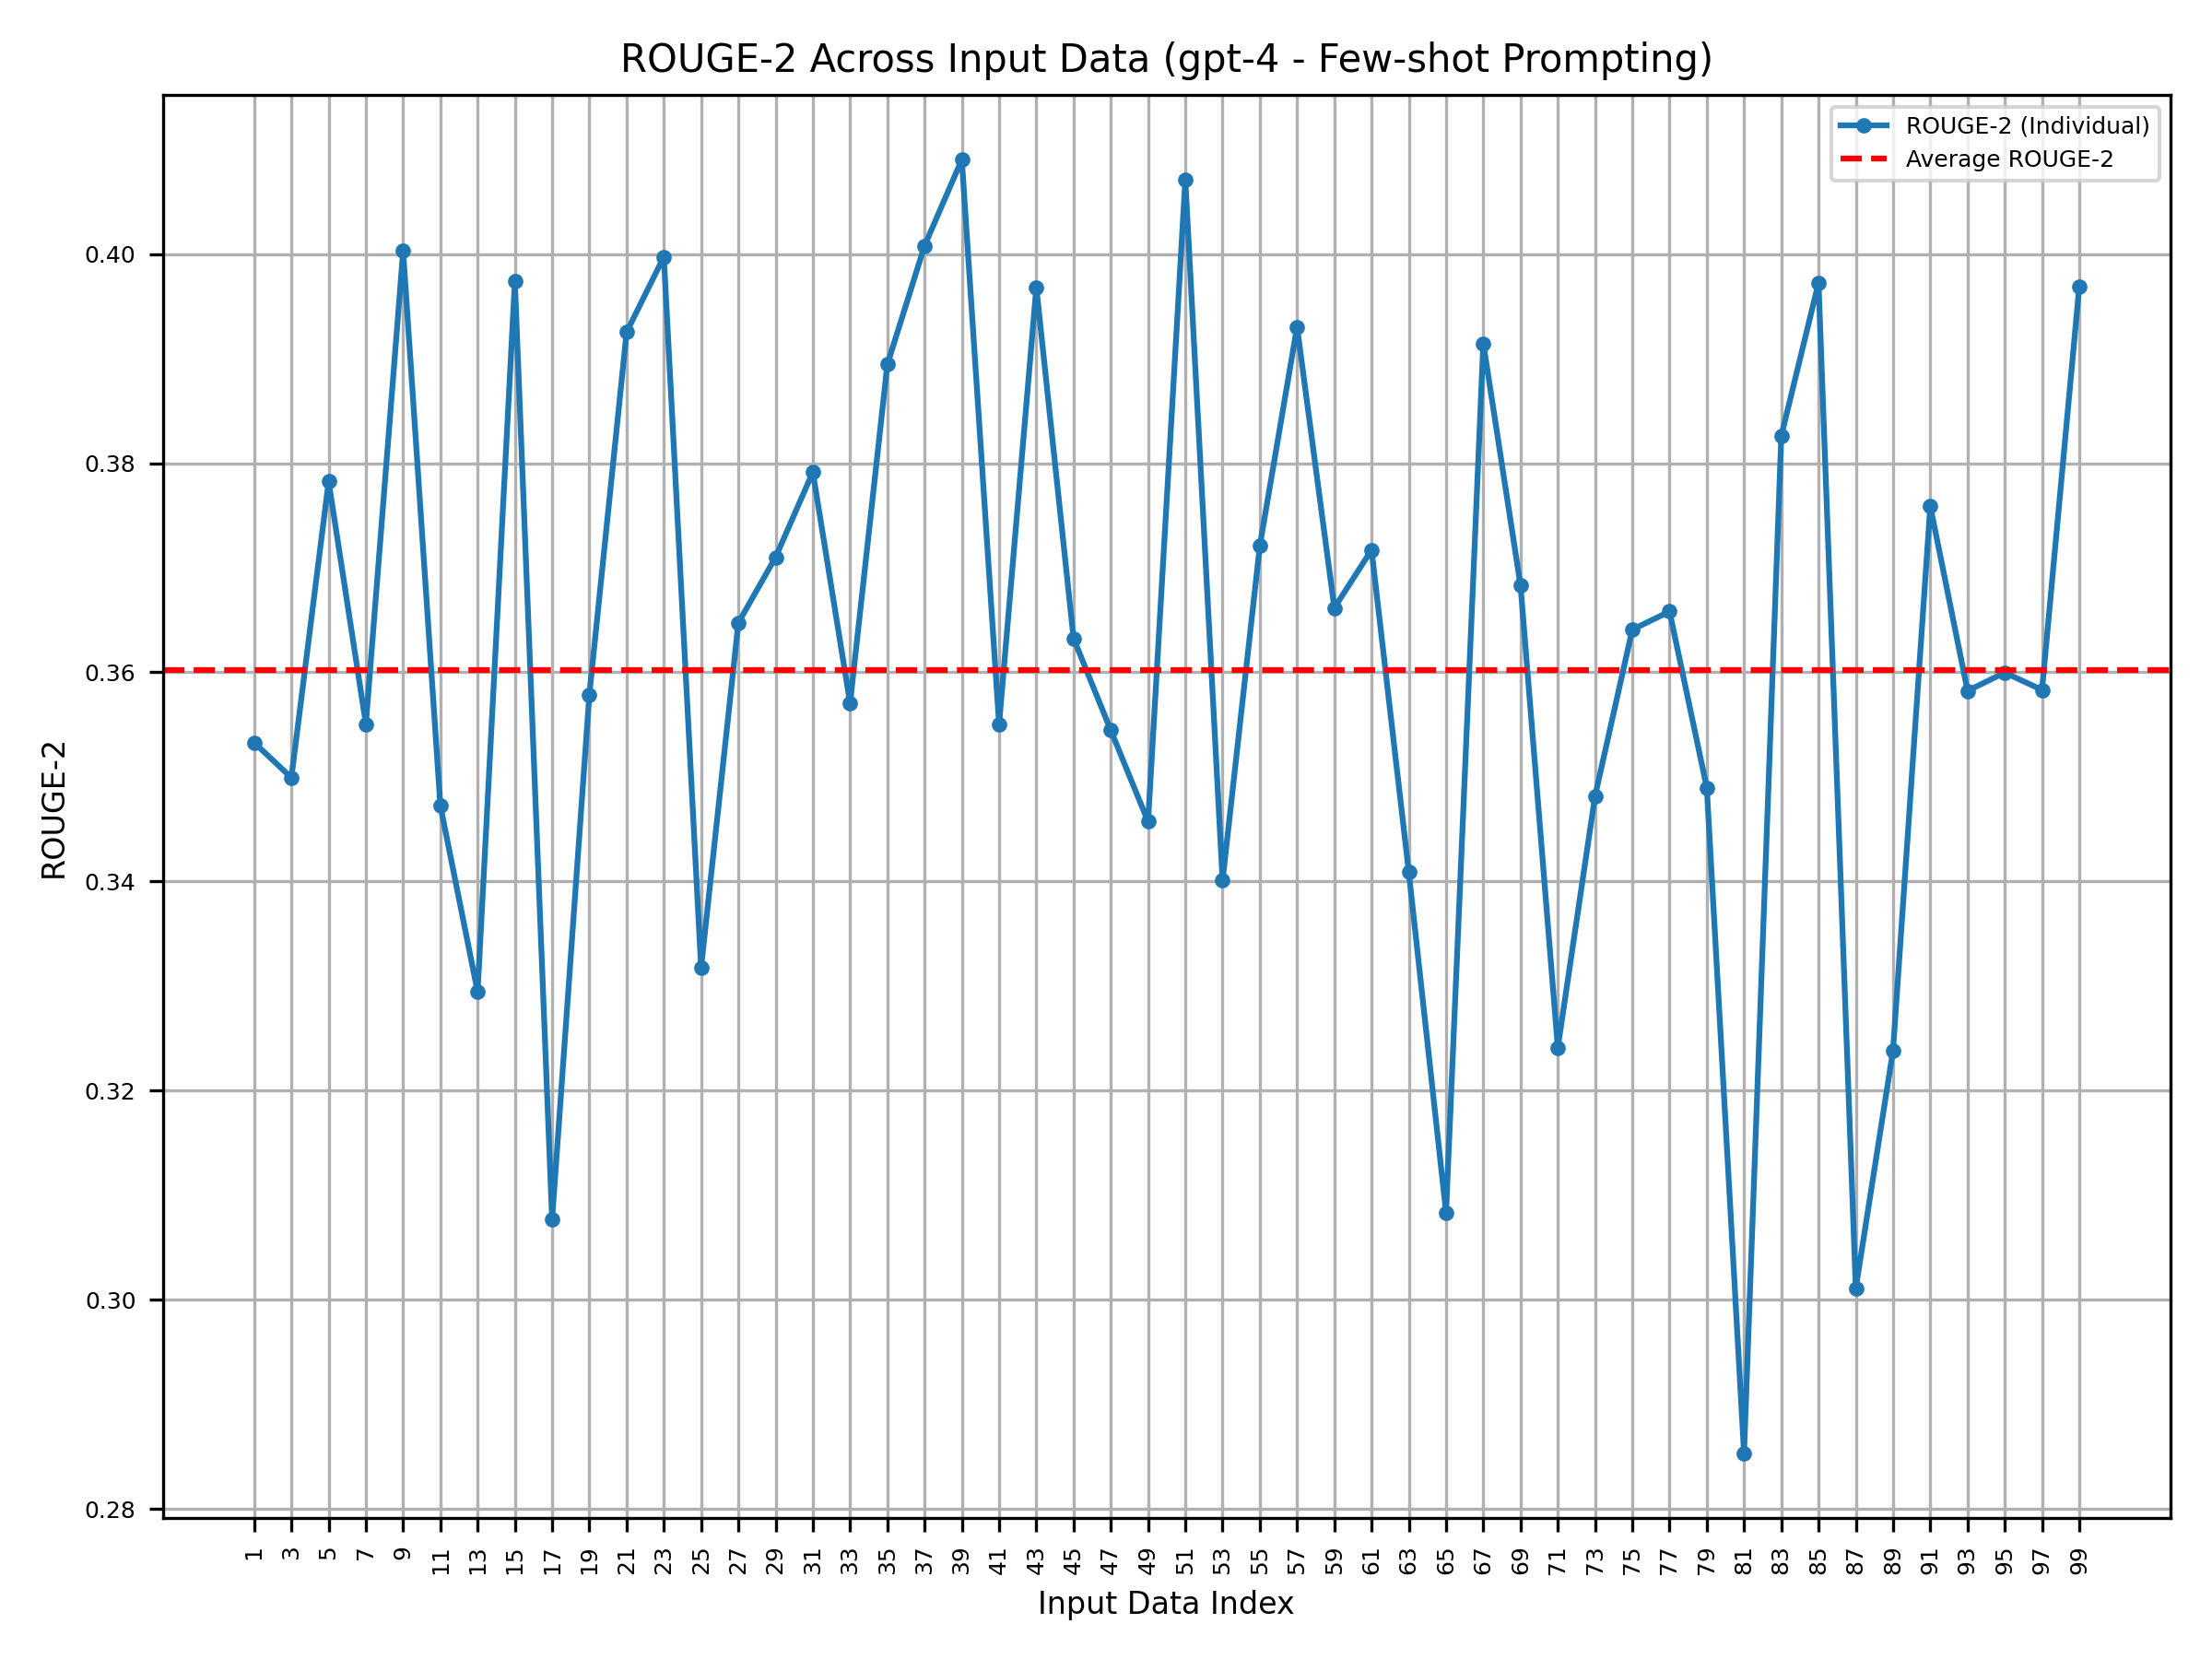 ROUGE-2 Across Input Data (gpt-4 - Few-shot Prompting)
ROUGE-2 (Individual)
Average ROUGE-2
ROUGE-2
0.40
0.38
0.36
0.34
0.32
0.30
0.28
1 3 5 7 9 11 13 15 17 19 21 23 25 27 29 31 33 35 37 39 41 43 45 47 49 51 53 55 57 59 61 63 65 67 69 71 73 75 77 79 81 83 85 87 89 91 93 95 97 99
Input Data Index